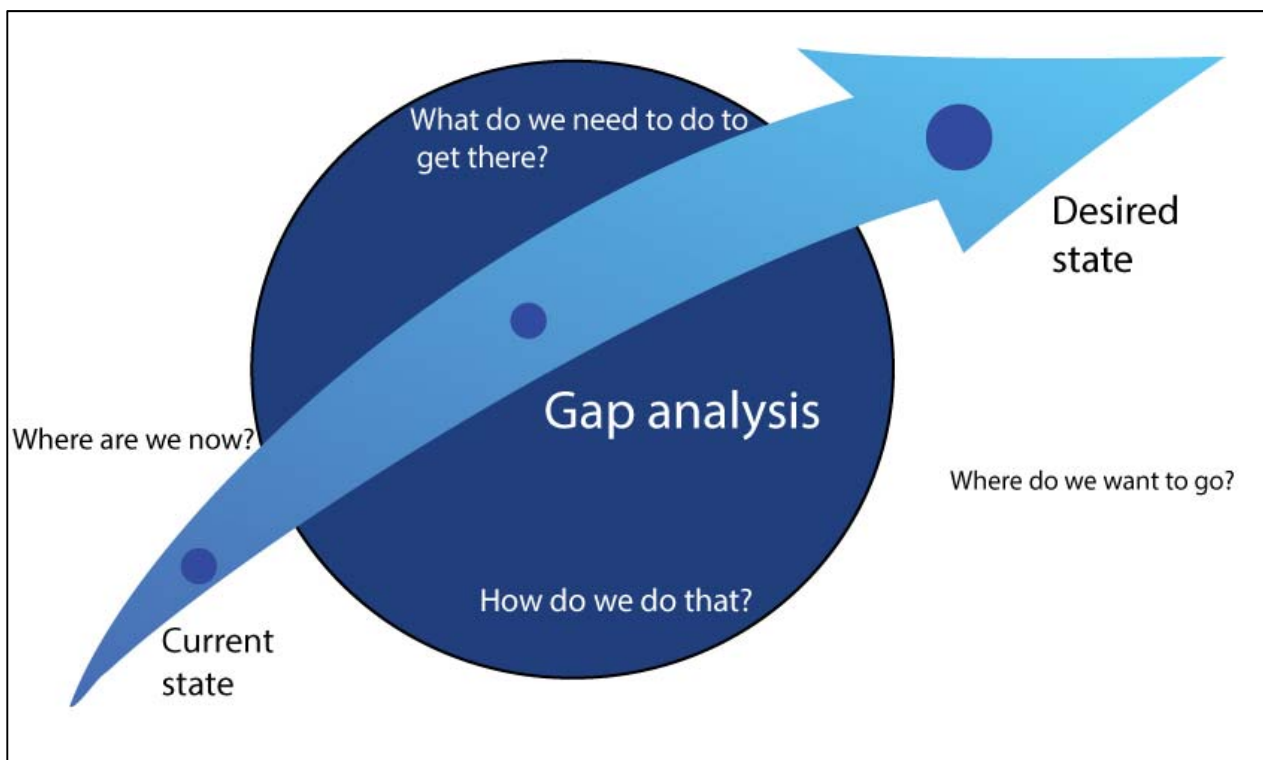 What do we need to do to
get there?
Desired
state
Gap analysis
Where are we now?
Where do we want to go?
How do we do that?
Current
state